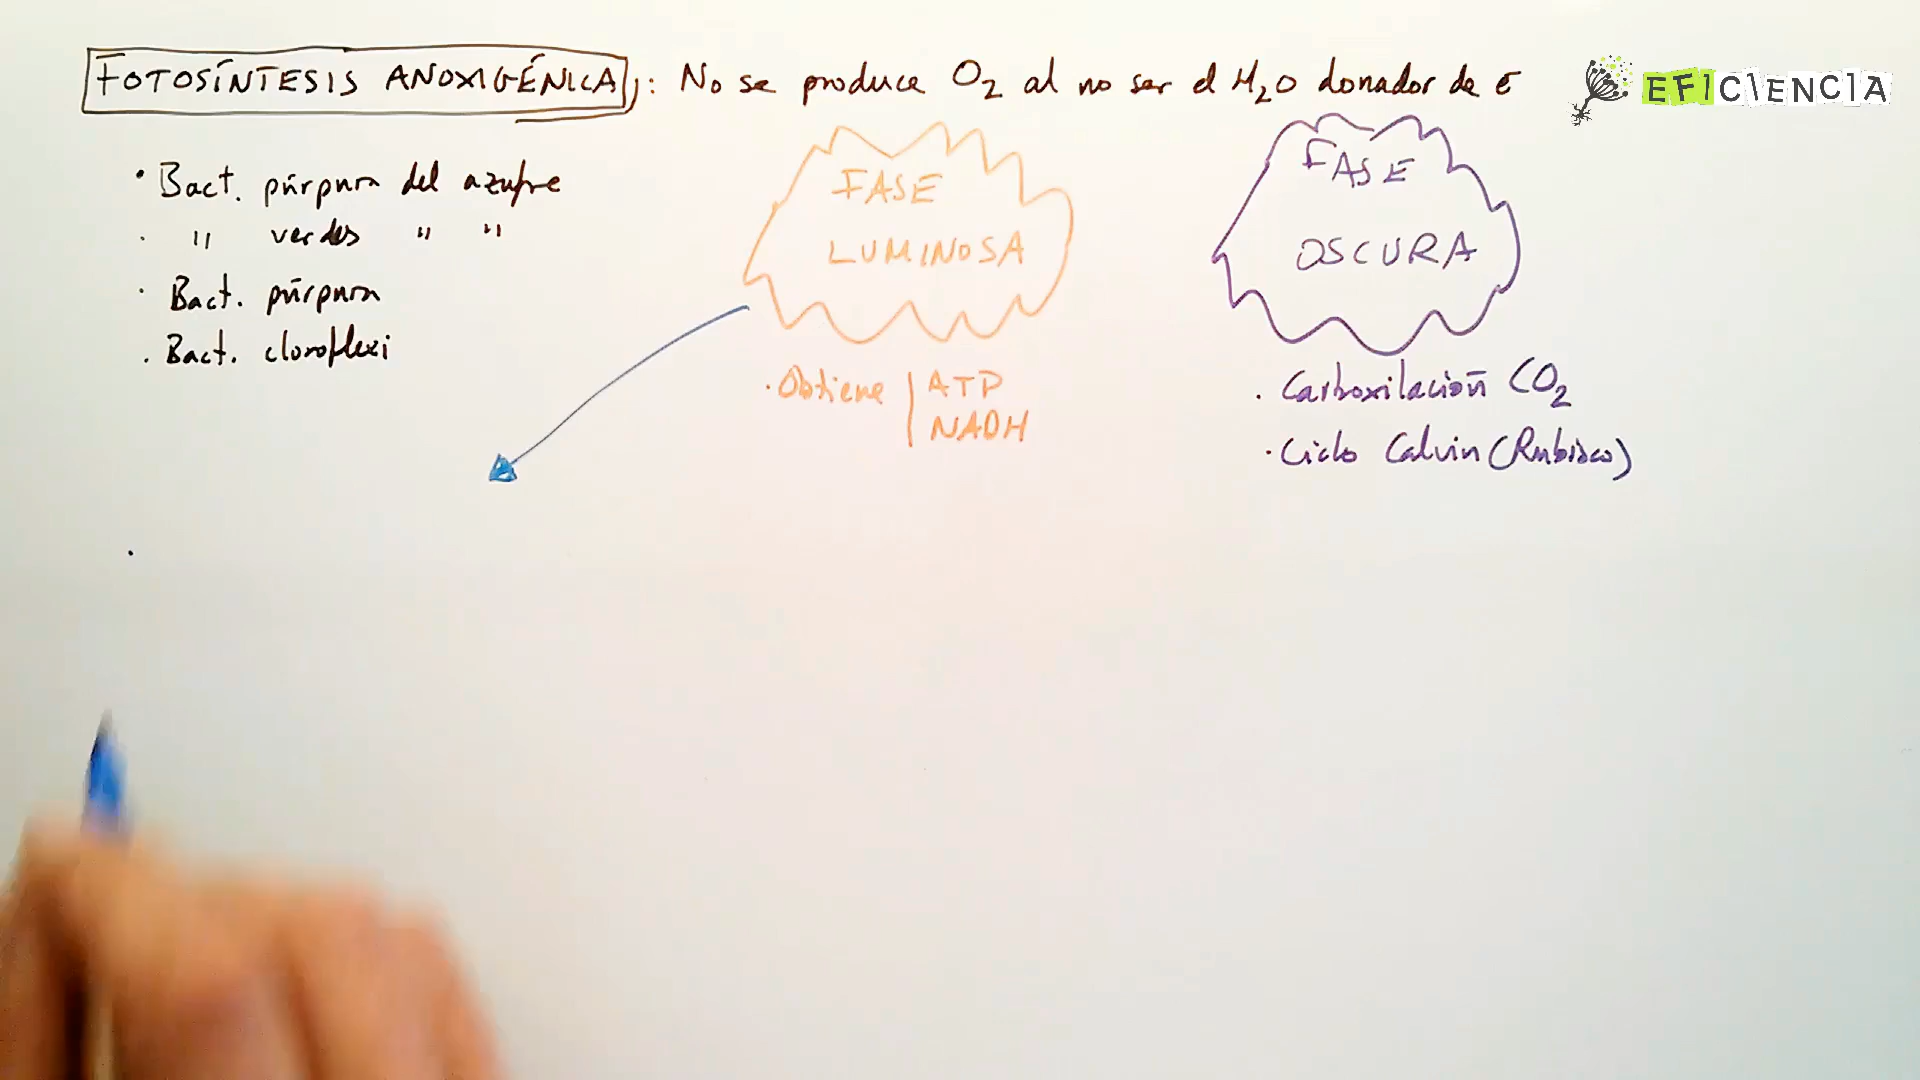 FOTOSÍNTESIS ANOXIGÉNICA: No se produce O2 al no ser el H2O donador de e
EFICIENCIA
• Bact. púrpura del azufre
· " verdes " "
· Bact. púrpura
. Bact. cloroflexi
FASE
LUMINOSA
· Obtiene | ATP
NADH
FASE
OSCURA
. Carboxilación CO2
· Ciclo Calvin (Rubisco)